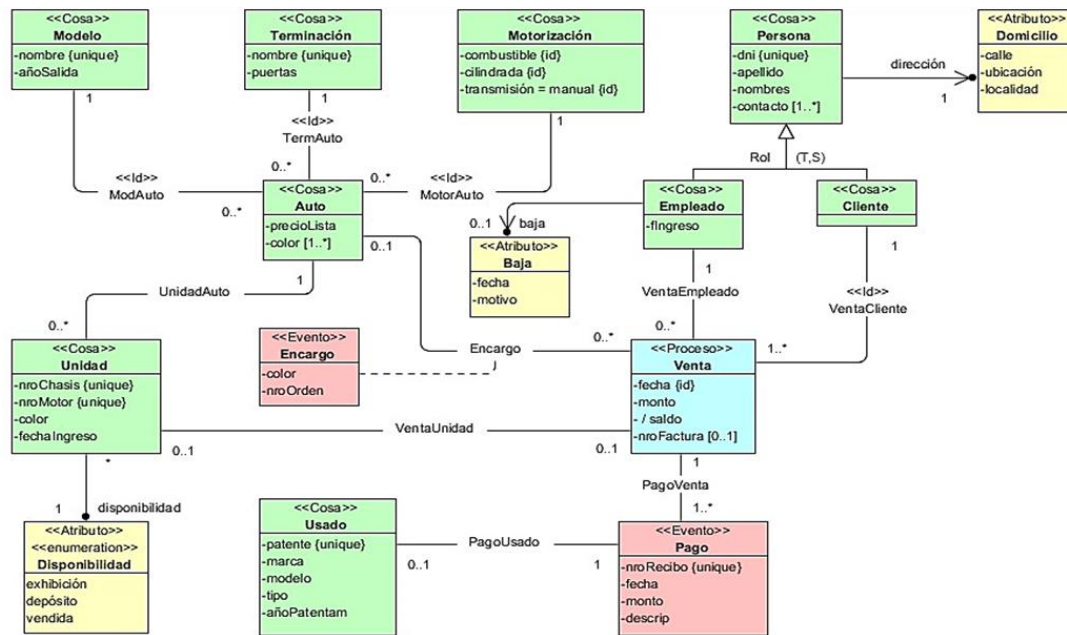 <<Cosa>>
Modelo
-nombre {unique}
-añoSalida
<<Cosa>>
Terminación
-nombre {unique}
-puertas
<<Cosa>>
Motorización
-combustible {id}
-cilindrada {id}
-transmisión = manual {id}
<<Cosa>>
Persona
-dni {unique}
-apellido
-nombres
-contacto [1..*]
dirección
1
<<Atributo>>
Domicilio
-calle
-ubicación
-localidad
1
1
1
<<Id>>
TermAuto
<<Id>>
ModAuto
<<Id>>
MotorAuto
0..*
0..*
0..*
Rol
(T,S)
<<Cosa>>
Auto
-precioLista
-color [1..*]
<<Cosa>>
Empleado
-fIngreso
<<Cosa>>
Cliente
0..1
baja
<<Atributo>>
Baja
-fecha
-motivo
1
0..1
UnidadAuto
0..*
1
VentaEmpleado
0..*
1
<<Id>>
VentaCliente
1..*
<<Evento>>
Encargo
-color
-nroOrden
Encargo
0..*
<<Cosa>>
Unidad
-nroChasis {unique}
-nroMotor {unique}
-color
-fechaIngreso
<<Proceso>>
Venta
-fecha {id}
-monto
- / saldo
-nroFactura [0..1]
0..1
VentaUnidad
0..1
*
1
disponibilidad
<<Atributo>>
<<enumeration>>
Disponibilidad
exhibición
depósito
vendida
1
PagoVenta
1..*
<<Cosa>>
Usado
-patente {unique}
-marca
-modelo
-tipo
-añoPatentam
0..1
PagoUsado
1
<<Evento>>
Pago
-nroRecibo {unique}
-fecha
-monto
-descrip